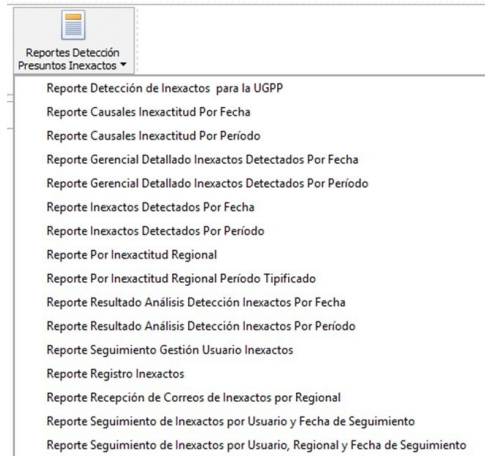 Reportes Detección
Presuntos Inexactos
Reporte Detección de Inexactos para la UGPP
Reporte Causales Inexactitud Por Fecha
Reporte Causales Inexactitud Por Período
Reporte Gerencial Detallado Inexactos Detectados Por Fecha
Reporte Gerencial Detallado Inexactos Detectados Por Período
Reporte Inexactos Detectados Por Fecha
Reporte Inexactos Detectados Por Período
Reporte Por Inexactitud Regional
Reporte Por Inexactitud Regional Período Tipificado
Reporte Resultado Análisis Detección Inexactos Por Fecha
Reporte Resultado Análisis Detección Inexactos Por Período
Reporte Seguimiento Gestión Usuario Inexactos
Reporte Registro Inexactos
Reporte Recepción de Correos de Inexactos por Regional
Reporte Seguimiento de Inexactos por Usuario y Fecha de Seguimiento
Reporte Seguimiento de Inexactos por Usuario, Regional y Fecha de Seguimiento